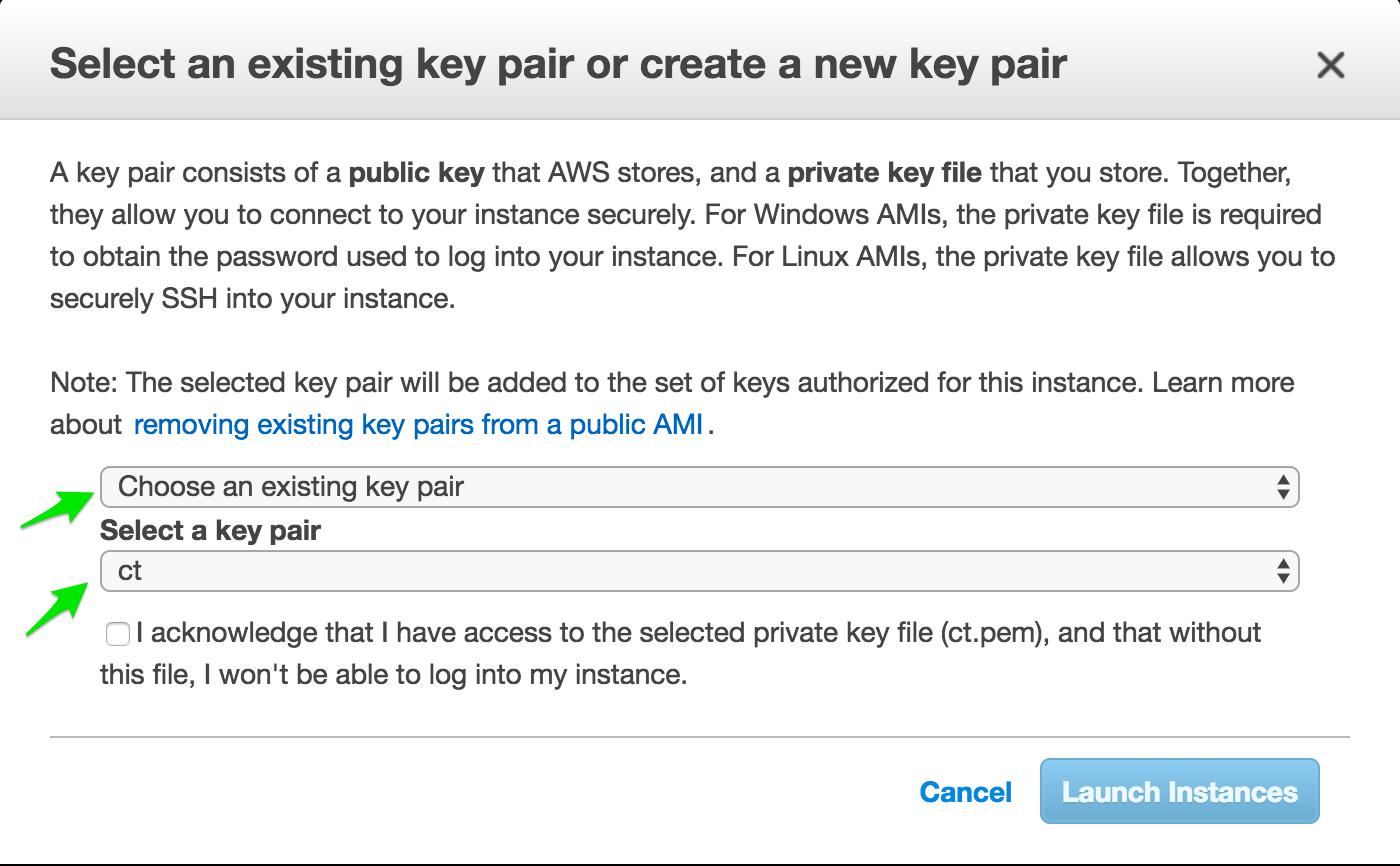 Select an existing key pair or create a new key pair
A key pair consists of a public key that AWS stores, and a private key file that you store. Together,
they allow you to connect to your instance securely. For Windows AMIs, the private key file is required
to obtain the password used to log into your instance. For Linux AMIs, the private key file allows you to
securely SSH into your instance.
Note: The selected key pair will be added to the set of keys authorized for this instance. Learn more
about removing existing key pairs from a public AMI .
Choose an existing key pair
Select a key pair
ct
I acknowledge that I have access to the selected private key file (ct.pem), and that without
this file, I won't be able to log into my instance.
Cancel Launch Instances